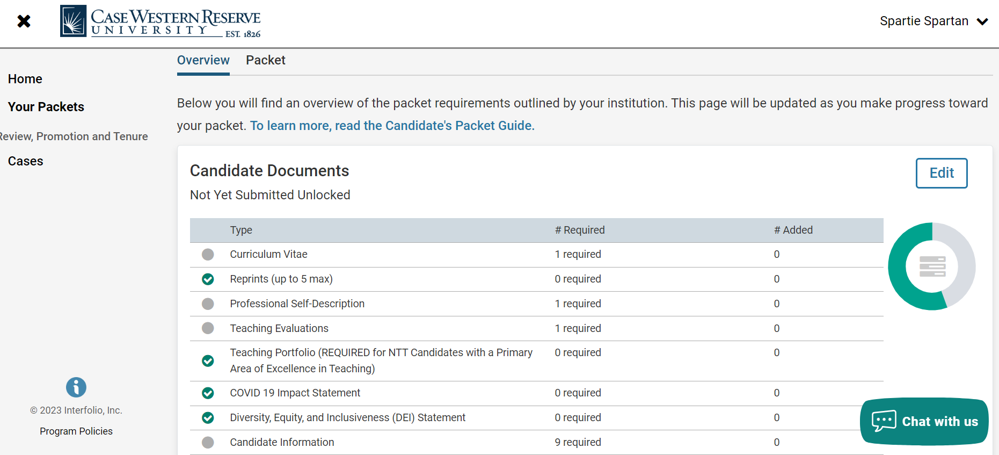 CASE WESTERN RESERVE
UNIVERSITY
EST. 1826
Spartie Spartan
Home
Your Packets
Review, Promotion and Tenure
Cases
© 2023 Interfolio, Inc.
Program Policies
Overview Packet
Below you will find an overview of the packet requirements outlined by your institution. This page will be updated as you make progress toward
your packet. To learn more, read the Candidate's Packet Guide.
Candidate Documents
Edit
Not Yet Submitted Unlocked
Type # Required # Added
Curriculum Vitae 1 required 0
Reprints (up to 5 max) 0 required 0
Professional Self-Description 1 required 0
Teaching Evaluations 1 required 0
Teaching Portfolio (REQUIRED for NTT Candidates with a Primary 0 required 0
Area of Excellence in Teaching)
COVID 19 Impact Statement 0 required 0
Diversity, Equity, and Inclusiveness (DEI) Statement 0 required 0
Candidate Information 9 required 0
Chat with us